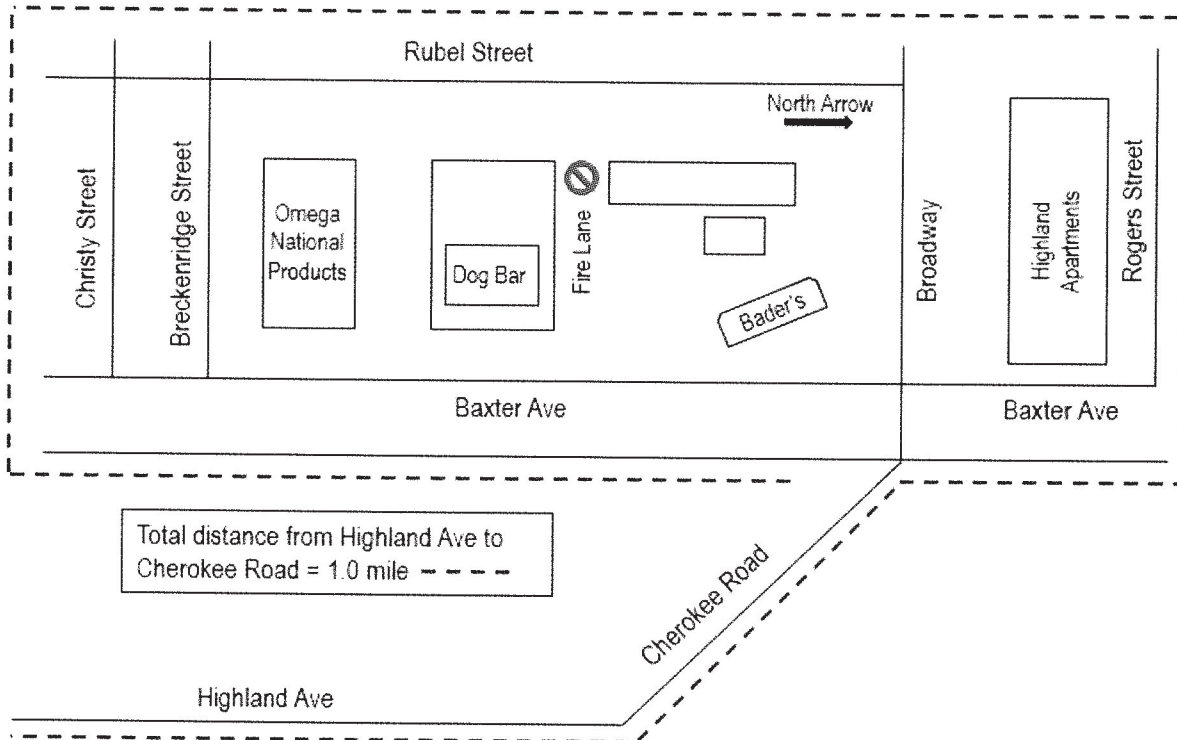 Rubel Street
North Arrow
Christy Street
Breckenridge Street
Omega
National
Products
Dog Bar
Fire Lane
Bader's
Broadway
Highland
Apartments
Rogers Street
Baxter Ave
Baxter Ave
Total distance from Highland Ave to
Cherokee Road = 1.0 mile
Cherokee Road
Highland Ave